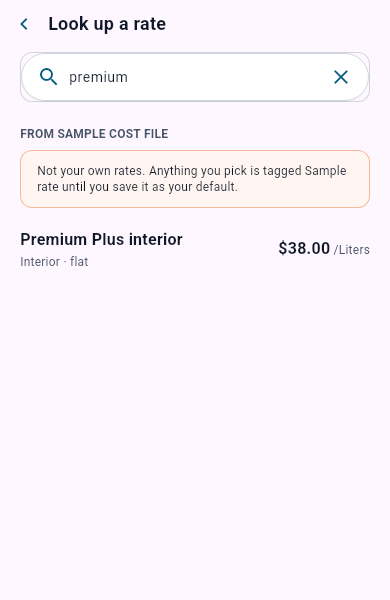 Look up a rate
premium
FROM SAMPLE COST FILE
Not your own rates. Anything you pick is tagged Sample
rate until you save it as your default.
Premium Plus interior
$38.00 /Liters
Interior · flat